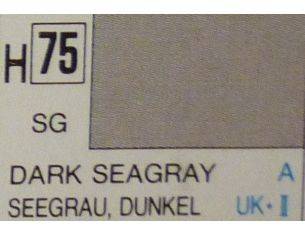 H 75
SG
DARK SEAGRAY A
SEEGRAU, DUNKEL UK· I